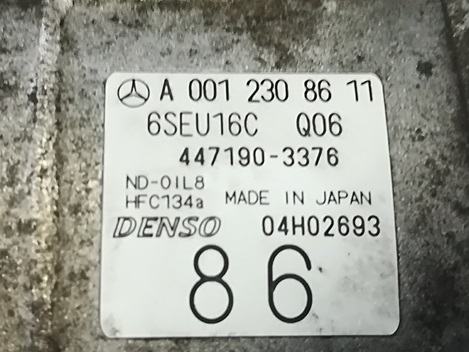 A 001 230 86 11
6SEU16C Q06
447190-3376
ND-OIL8
HFC134a MADE IN JAPAN
DENSO 04H02693
86